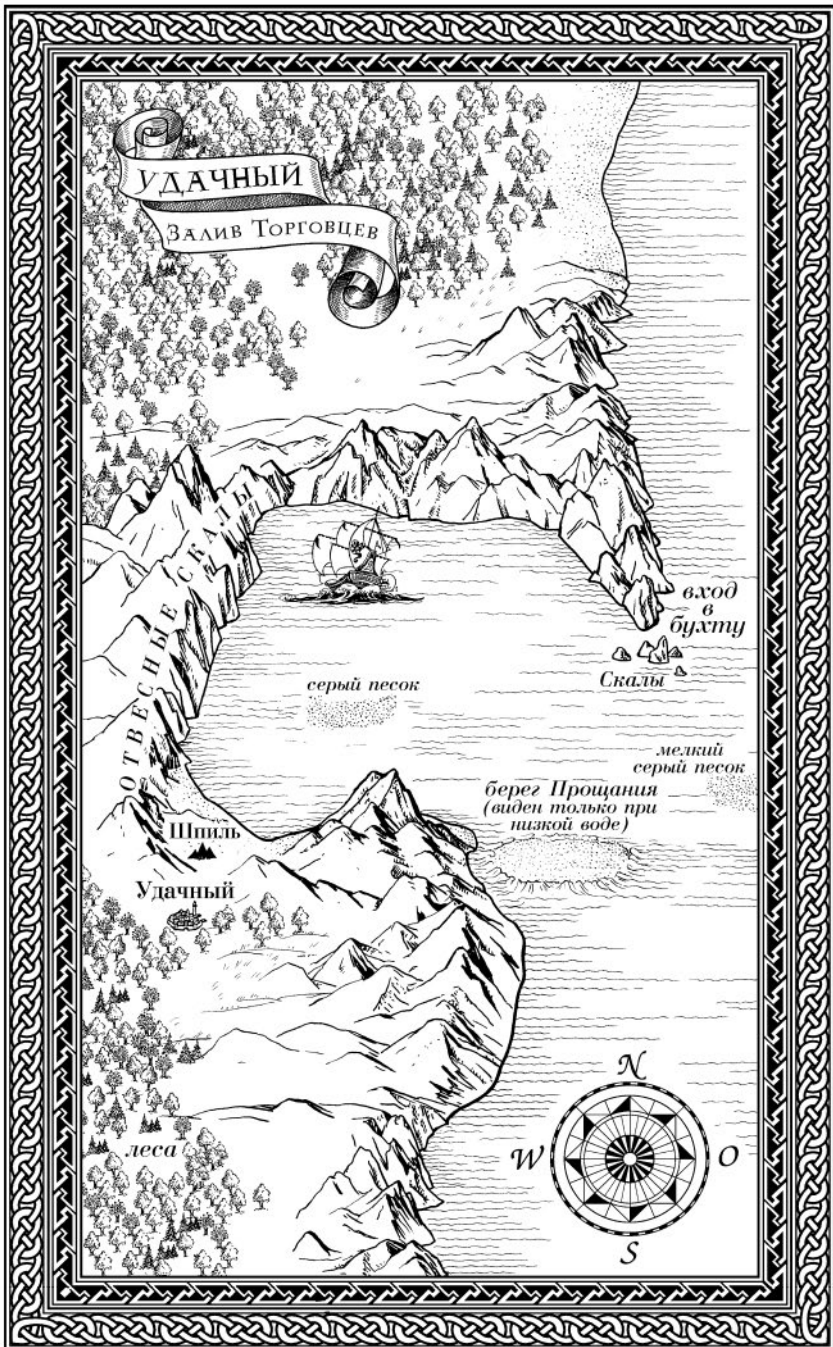 УДАЧНЫЙ
ЗАЛИВ ТОРГОВЦЕВ
ОТВЕСНЫЕ СКАЛЫ
вход
в
бухту
Скалы
серый песок
мелкий
серый песок
берег Прощания
(виден только при
низкой воде)
Шпиль
Удачный
леса
N
W
O
S